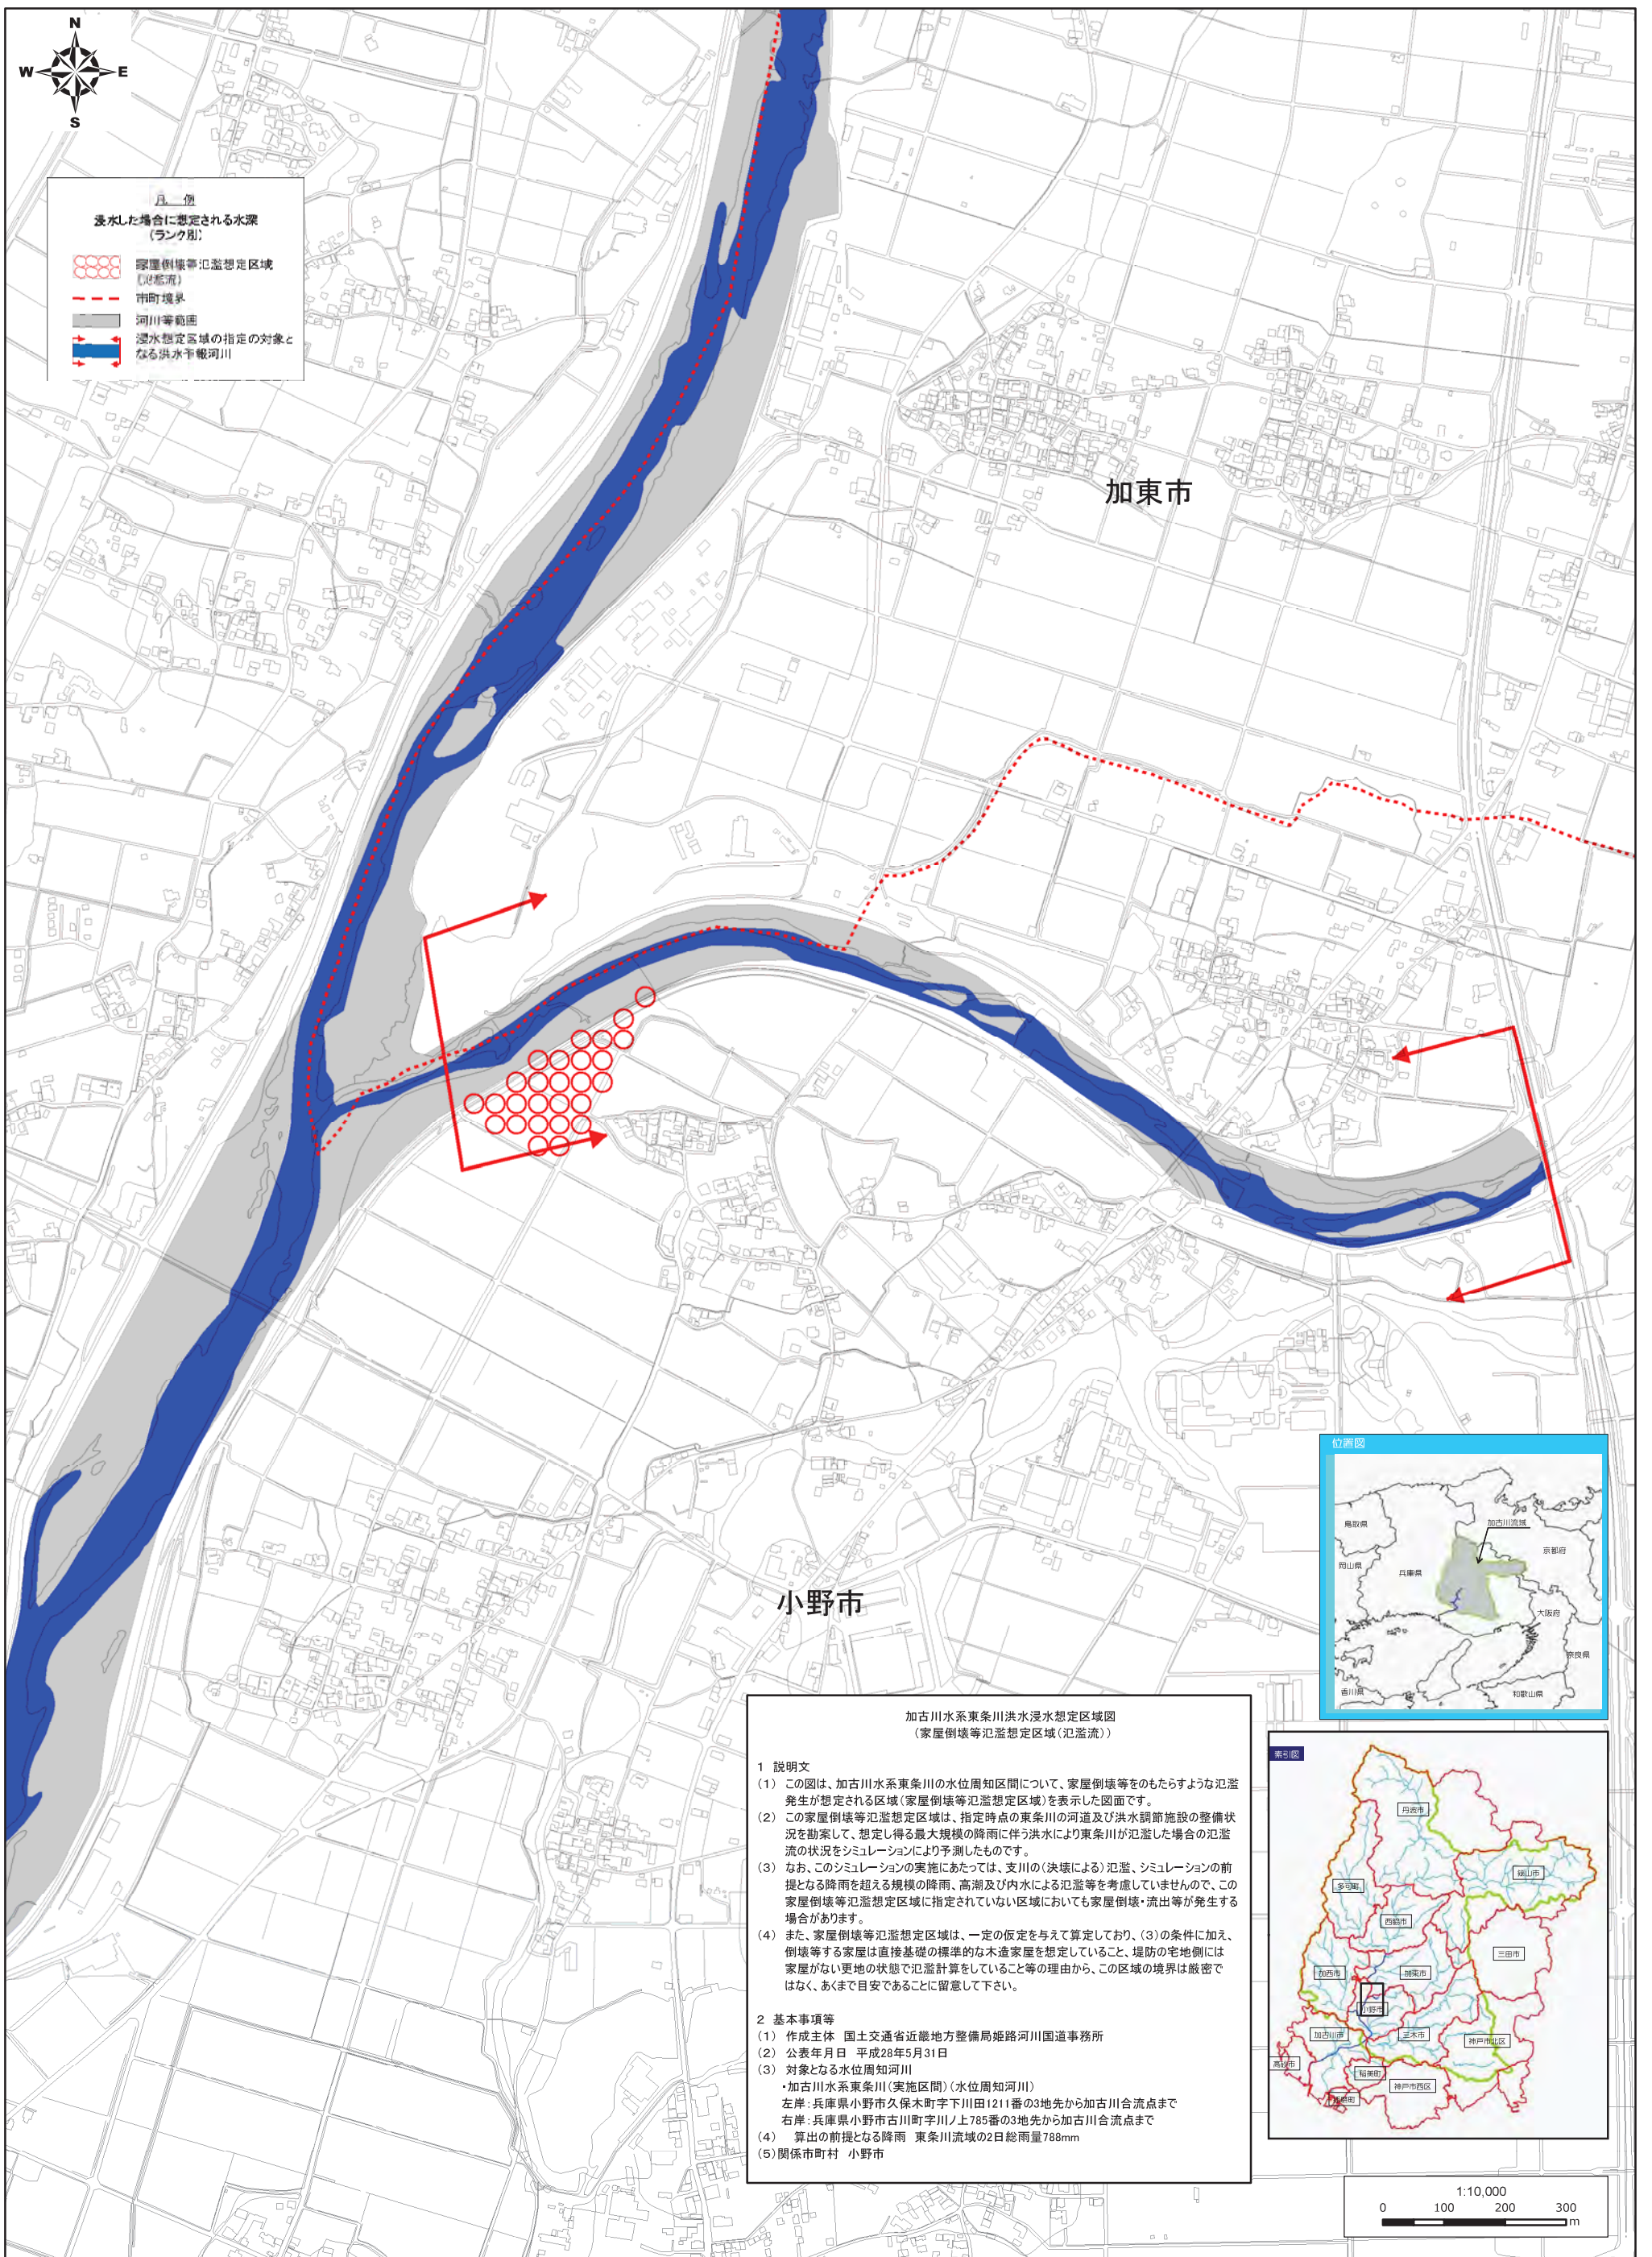 N
W
E
S
凡 例
浸水した場合に想定される水深
(ランク別)
家屋倒壊等氾濫想定区域
(氾濫流)
市町境界
河川等範囲
浸水想定区域の指定の対象と
なる洪水予報河川
加東市
小野市
位置図
鳥取県
加古川流域
京都府
岡山県
兵庫県
大阪府
奈良県
香川県
和歌山県
加古川水系東条川洪水浸水想定区域図
(家屋倒壊等氾濫想定区域(氾濫流))
1 説明文
(1) この図は、加古川水系東条川の水位周知区間について、家屋倒壊等をのもたらすような氾濫
発生が想定される区域(家屋倒壊等氾濫想定区域)を表示した図面です。
(2) この家屋倒壊等氾濫想定区域は、指定時点の東条川の河道及び洪水調節施設の整備状
況を勘案して、想定し得る最大規模の降雨に伴う洪水により東条川が氾濫した場合の氾濫
流の状況をシミュレーションにより予測したものです。
(3) なお、このシミュレーションの実施にあたっては、支川の(決壊による)氾濫、シミュレーションの前
提となる降雨を超える規模の降雨、高潮及び内水による氾濫等を考慮していませんので、この
家屋倒壊等氾濫想定区域に指定されていない区域においても家屋倒壊・流出等が発生する
場合があります。
(4) また、家屋倒壊等氾濫想定区域は、一定の仮定を与えて算定しており、(3)の条件に加え、
倒壊等する家屋は直接基礎の標準的な木造家屋を想定していること、堤防の宅地側には
家屋がない更地の状態で氾濫計算をしていること等の理由から、この区域の境界は厳密で
はなく、あくまで目安であることに留意して下さい。
2 基本事項等
(1) 作成主体 国土交通省近畿地方整備局姫路河川国道事務所
(2) 公表年月日 平成28年5月31日
(3) 対象となる水位周知河川
・加古川水系東条川(実施区間)(水位周知河川)
左岸:兵庫県小野市久保木町字下川田1211番の3地先から加古川合流点まで
右岸:兵庫県小野市古川町字川ノ上785番の3地先から加古川合流点まで
(4) 算出の前提となる降雨 東条川流域の2日総雨量788mm
(5)関係市町村 小野市
索引図
丹波市
篠山市
多可町
西脇市
三田市
加西市
加東市
小野市
加古川市
三木市
神戸市北区
高砂市
稲美町
神戸市西区
播磨町
1:10,000
0 100 200 300
m